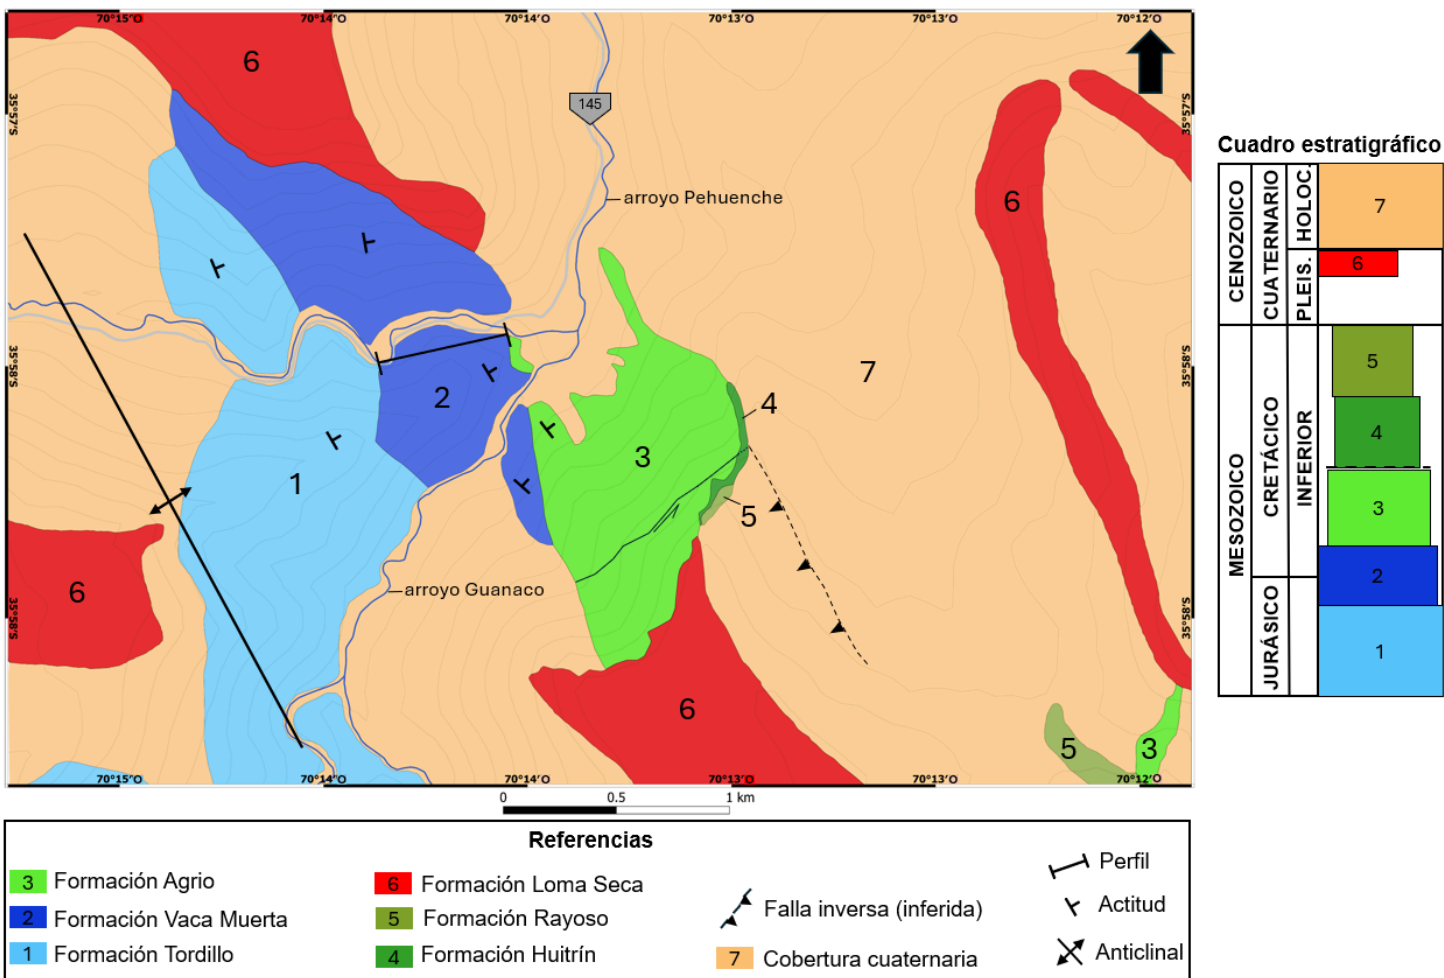 70°15'O 70°14'O 70°14'O 70°13'O 70°13'O 70°12'O
6
145
35°57'S
35°57'S
arroyo Pehuenche
6
35°58'S
35°58'S
7
2
4
3
1
5
arroyo Guanaco
6
35°58'S
35°58'S
6
5
3
70°15'O 70°14'O 70°14'O 70°13'O 70°13'O 70°12'O
0 0.5 1 km
Cuadro estratigráfico
CENOZOICO
CUATERNARIO
HOLOC.
PLEIS.
7
6
MESOZOICO
CRETÁCICO
INFERIOR
JURÁSICO
5
4
3
2
1
Referencias
3 Formación Agrio
2 Formación Vaca Muerta
1 Formación Tordillo
6 Formación Loma Seca
5 Formación Rayoso
4 Formación Huitrín
Falla inversa (inferida)
7 Cobertura cuaternaria
Perfil
Actitud
Anticlinal